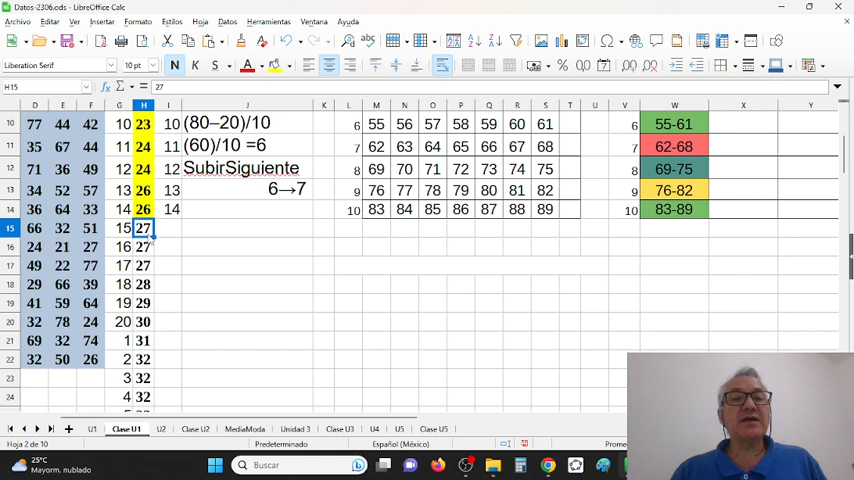 Datos-2306.ods - LibreOffice Calc
Archivo Editar Ver Insertar Formato Estilos Hoja Datos Herramientas Ventana Ayuda
Liberation Serif 10 pt N K S A
H15 fx Σ = 27
D E F G H I J K L M N O P Q R S T U V W X Y
10 77 44 42 10 23 10 (80–20)/10 6 55 56 57 58 59 60 61 6 55-61
11 35 67 44 11 24 11 (60)/10 =6 7 62 63 64 65 66 67 68 7 62-68
12 71 36 49 12 24 12 SubirSiguiente 8 69 70 71 72 73 74 75 8 69-75
13 34 52 57 13 26 13 6→7 9 76 77 78 79 80 81 82 9 76-82
14 36 64 33 14 26 14 10 83 84 85 86 87 88 89 10 83-89
15 66 32 51 15 27
16 24 21 27 16 27
17 49 22 77 17 27
18 29 66 39 18 28
19 41 59 64 19 29
20 32 78 24 20 30
21 69 32 74 1 31
22 32 50 26 2 32
23 3 32
24 4 32
U1 Clase U1 U2 Clase U2 MediaModa Unidad 3 Clase U3 U4 U5 Clase U5
Hoja 2 de 10 Predeterminado Español (México) Prome
25°C
Mayorm. nublado
Buscar